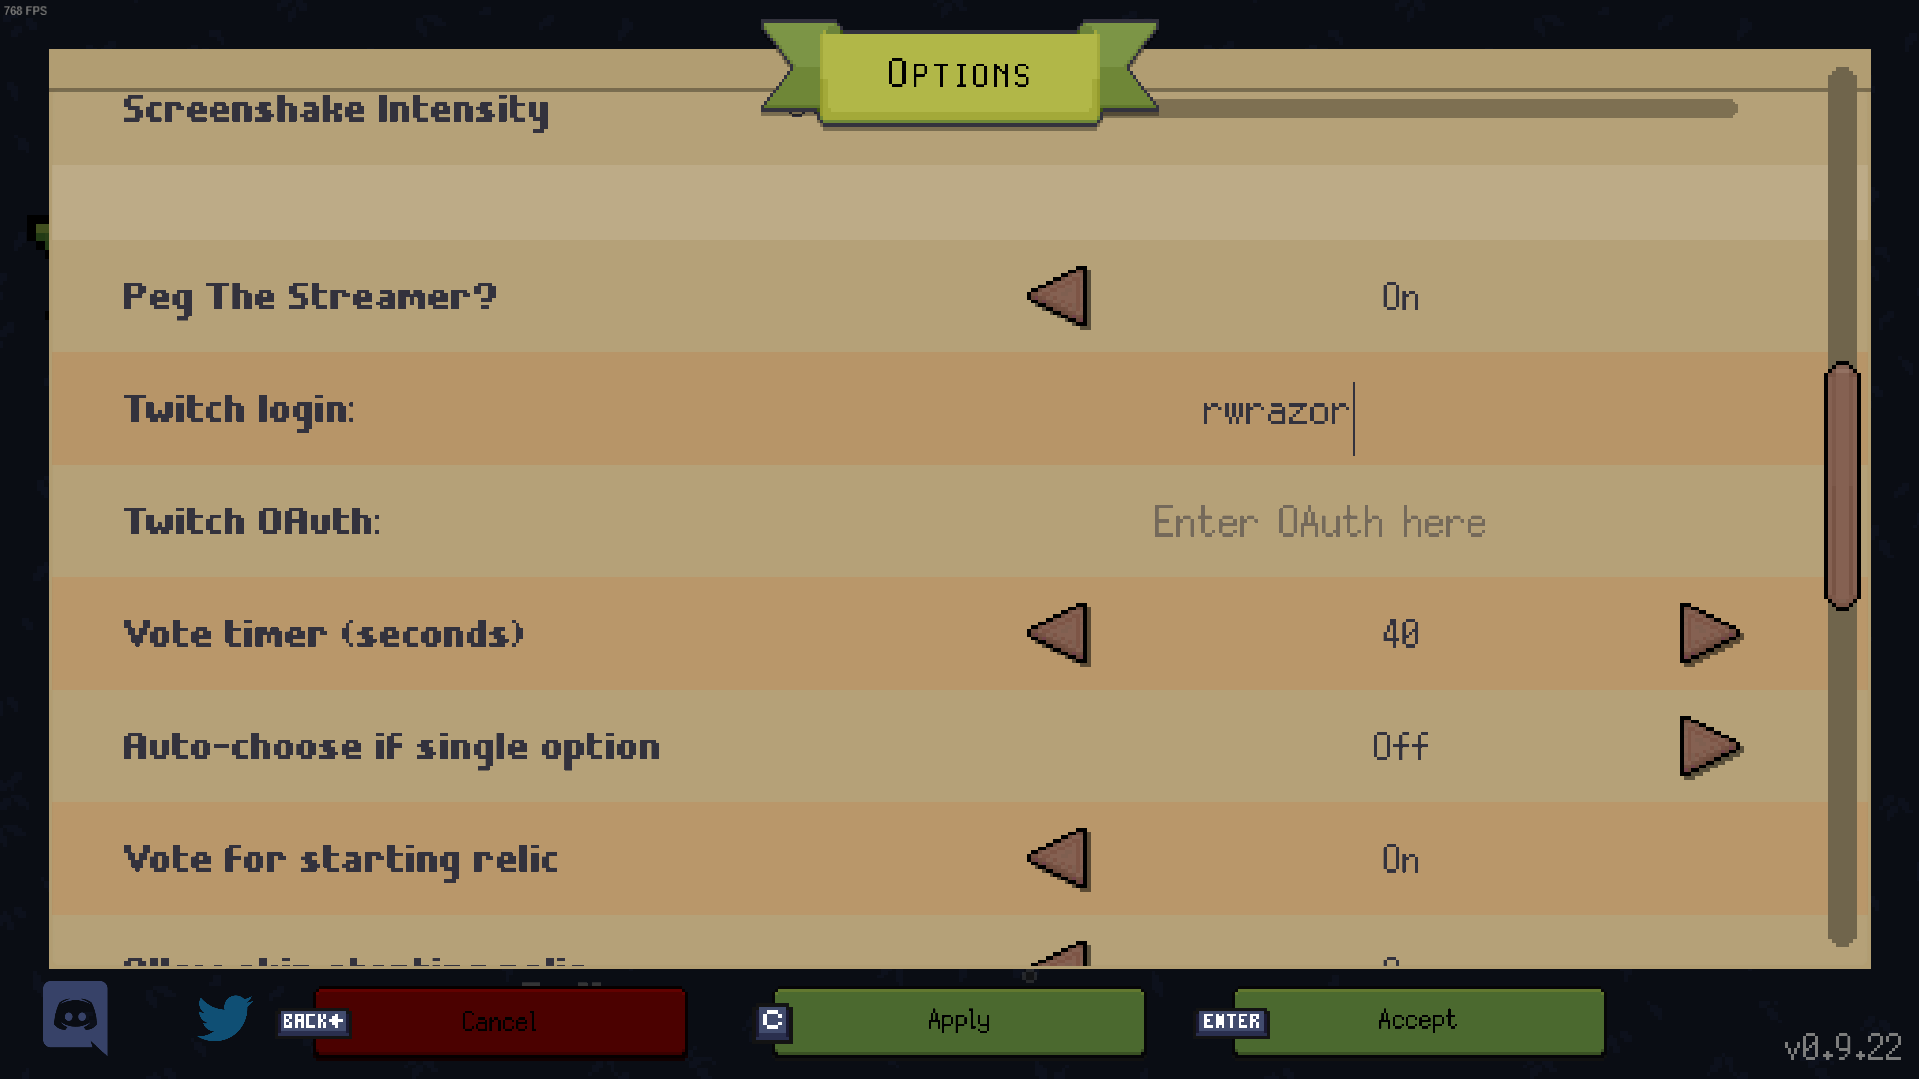 768 FPS
Options
Screenshake Intensity
Peg The Streamer?
On
Twitch login:
rwrazor
Twitch OAuth:
Enter OAuth here
Vote timer (seconds)
40
Auto-choose if single option
Off
Vote for starting relic
On
BACK
Cancel
C
Apply
ENTER
Accept
v0.9.22